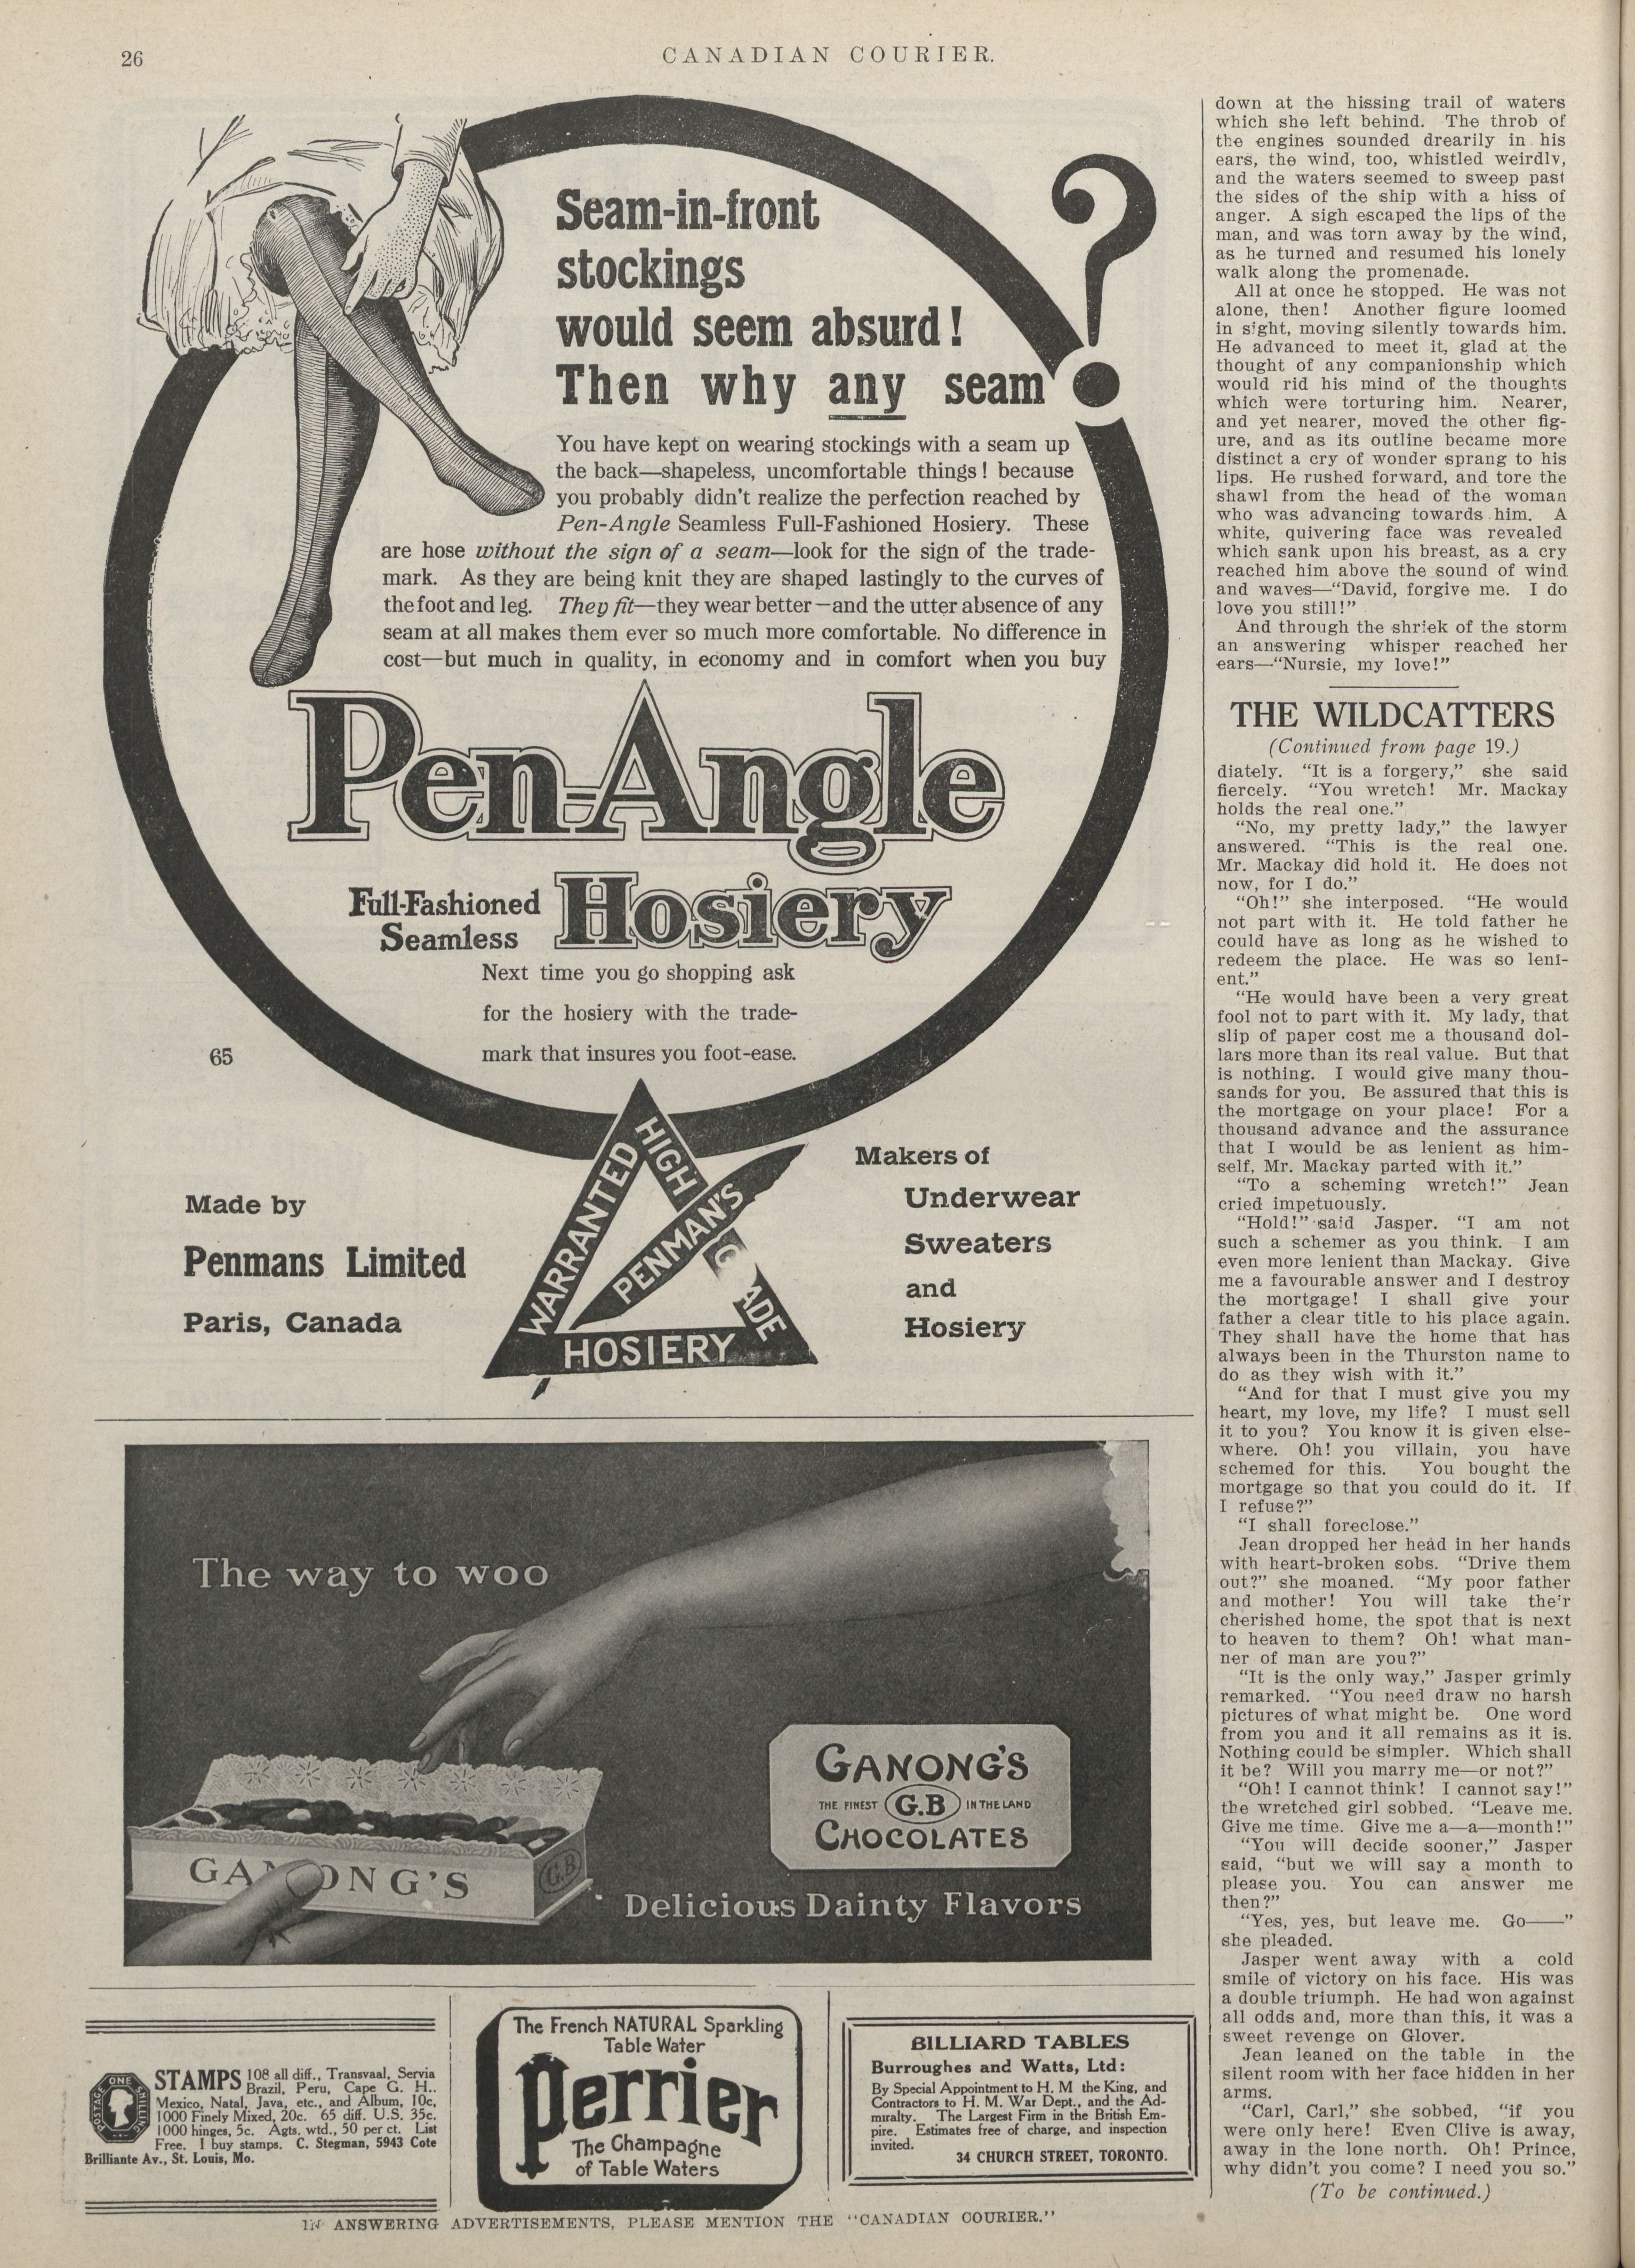 26
CANADIAN COURIER.
Seam-in-front
stockings
would seem absurd!
Then why any seam?
You have kept on wearing stockings with a seam up
the back—shapeless, uncomfortable things! because
you probably didn't realize the perfection reached by
Pen-Angle Seamless Full-Fashioned Hosiery. These
are hose without the sign of a seam—look for the sign of the trade-
mark. As they are being knit they are shaped lastingly to the curves of
the foot and leg. They fit—they wear better—and the utter absence of any
seam at all makes them ever so much more comfortable. No difference in
cost—but much in quality, in economy and in comfort when you buy
Pen-Angle
Full-Fashioned
Seamless
Hosiery
Next time you go shopping ask
for the hosiery with the trade-
mark that insures you foot-ease.
65
Made by
Penmans Limited
Paris, Canada
WARRANTED
HIGH G ADE
PENMAN'S
HOSIERY
Makers of
Underwear
Sweaters
and
Hosiery
The way to woo
GANONG'S
THE FINEST G.B IN THE LAND
CHOCOLATES
GANONG'S
G.B
Delicious Dainty Flavors
POSTAGE ONE SHILLING
STAMPS 108 all diff., Transvaal, Servia
Brazil, Peru, Cape G. H.,
Mexico, Natal, Java, etc., and Album, 10c,
1000 Finely Mixed, 20c. 65 diff. U.S. 35c.
1000 hinges, 5c. Agts. wtd., 50 per ct. List
Free. I buy stamps. C. Stegman, 5943 Cote
Brilliante Av., St. Louis, Mo.
The French NATURAL Sparkling
Table Water
Perrier
The Champagne
of Table Waters
BILLIARD TABLES
Burroughes and Watts, Ltd:
By Special Appointment to H. M the King, and
Contractors to H. M. War Dept., and the Ad-
miralty. The Largest Firm in the British Em-
pire. Estimates free of charge, and inspection
invited.
34 CHURCH STREET, TORONTO.
IN ANSWERING ADVERTISEMENTS, PLEASE MENTION THE "CANADIAN COURIER."
down at the hissing trail of waters
which she left behind. The throb of
the engines sounded drearily in his
ears, the wind, too, whistled weirdly,
and the waters seemed to sweep past
the sides of the ship with a hiss of
anger. A sigh escaped the lips of the
man, and was torn away by the wind,
as he turned and resumed his lonely
walk along the promenade.
All at once he stopped. He was not
alone, then! Another figure loomed
in sight, moving silently towards him.
He advanced to meet it, glad at the
thought of any companionship which
would rid his mind of the thoughts
which were torturing him. Nearer,
and yet nearer, moved the other fig-
ure, and as its outline became more
distinct a cry of wonder sprang to his
lips. He rushed forward, and tore the
shawl from the head of the woman
who was advancing towards him. A
white, quivering face was revealed
which sank upon his breast, as a cry
reached him above the sound of wind
and waves—"David, forgive me. I do
love you still!"
And through the shriek of the storm
an answering whisper reached her
ears—"Nursie, my love!"
THE WILDCATTERS
(Continued from page 19.)
diately. "It is a forgery," she said
fiercely. "You wretch! Mr. Mackay
holds the real one."
"No, my pretty lady," the lawyer
answered. "This is the real one.
Mr. Mackay did hold it. He does not
now, for I do."
"Oh!" she interposed. "He would
not part with it. He told father he
could have as long as he wished to
redeem the place. He was so leni-
ent."
"He would have been a very great
fool not to part with it. My lady, that
slip of paper cost me a thousand dol-
lars more than its real value. But that
is nothing. I would give many thou-
sands for you. Be assured that this is
the mortgage on your place! For a
thousand advance and the assurance
that I would be as lenient as him-
self, Mr. Mackay parted with it."
"To a scheming wretch!" Jean
cried impetuously.
"Hold!" said Jasper. "I am not
such a schemer as you think. I am
even more lenient than Mackay. Give
me a favourable answer and I destroy
the mortgage! I shall give your
father a clear title to his place again.
They shall have the home that has
always been in the Thurston name to
do as they wish with it."
"And for that I must give you my
heart, my love, my life? I must sell
it to you? You know it is given else-
where. Oh! you villain, you have
schemed for this. You bought the
mortgage so that you could do it. If
I refuse?"
"I shall foreclose."
Jean dropped her head in her hands
with heart-broken sobs. "Drive them
out?" she moaned. "My poor father
and mother! You will take the'r
cherished home, the spot that is next
to heaven to them? Oh! what man-
ner of man are you?"
"It is the only way," Jasper grimly
remarked. "You need draw no harsh
pictures of what might be. One word
from you and it all remains as it is.
Nothing could be simpler. Which shall
it be? Will you marry me—or not?"
"Oh! I cannot think! I cannot say!"
the wretched girl sobbed. "Leave me.
Give me time. Give me a—a—month!"
"You will decide sooner," Jasper
said, "but we will say a month to
please you. You can answer me
then?"
"Yes, yes, but leave me. Go——"
she pleaded.
Jasper went away with a cold
smile of victory on his face. His was
a double triumph. He had won against
all odds and, more than this, it was a
sweet revenge on Glover.
Jean leaned on the table in the
silent room with her face hidden in her
arms.
"Carl, Carl," she sobbed, "if you
were only here! Even Clive is away,
away in the lone north. Oh! Prince,
why didn't you come? I need you so."
(To be continued.)